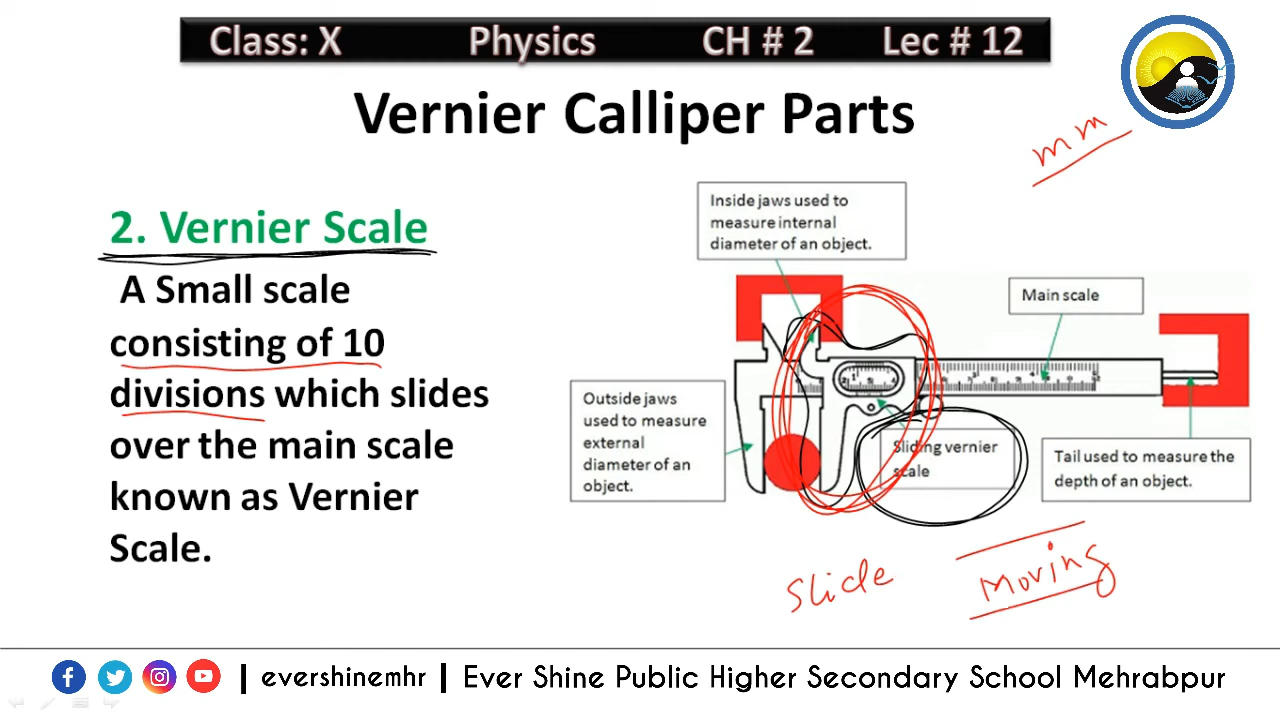 Class: X Physics CH # 2 Lec # 12
Vernier Calliper Parts
mm
2. Vernier Scale
A Small scale
consisting of 10
divisions which slides
over the main scale
known as Vernier
Scale.
Inside jaws used to
measure internal
diameter of an object.
Main scale
Outside jaws
used to measure
external
diameter of an
object.
Sliding vernier
scale
Tail used to measure the
depth of an object.
Slide
Moving
| evershinemhr | Ever Shine Public Higher Secondary School Mehrabpur